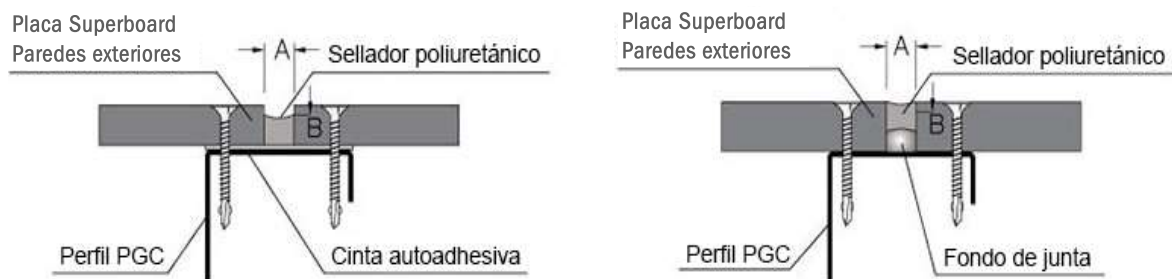 Placa Superboard
Paredes exteriores
A
Sellador poliuretánico
B
Perfil PGC
Cinta autoadhesiva
Placa Superboard
Paredes exteriores
A
Sellador poliuretánico
B
Perfil PGC
Fondo de junta